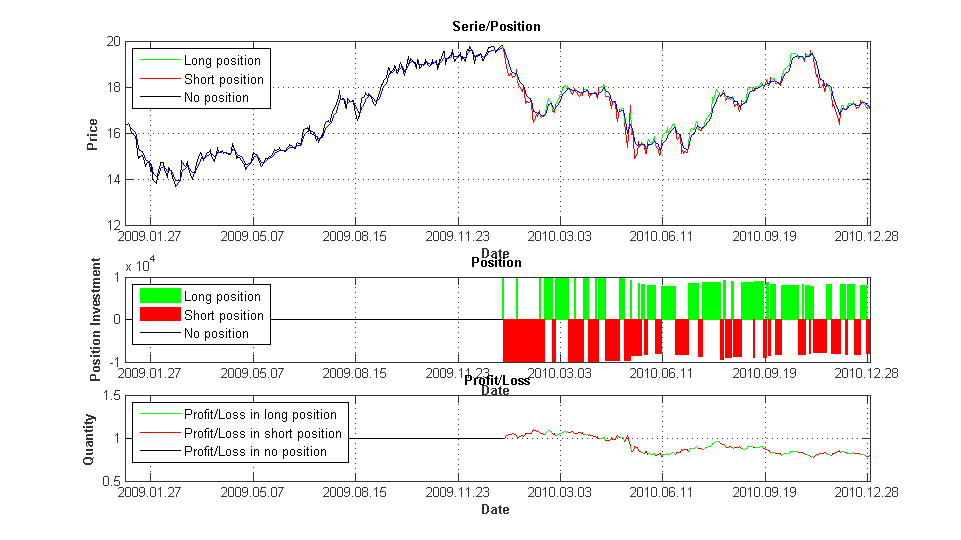 Serie/Position
Price
20
18
16
14
12
Long position
Short position
No position
2009.01.27 2009.05.07 2009.08.15 2009.11.23 2010.03.03 2010.06.11 2010.09.19 2010.12.28
Date
Position
x 10^4
Position Investment
1
0
-1
Long position
Short position
No position
2009.01.27 2009.05.07 2009.08.15 2009.11.23 2010.03.03 2010.06.11 2010.09.19 2010.12.28
Date
Profit/Loss
Quantity
1.5
1
0.5
Profit/Loss in long position
Profit/Loss in short position
Profit/Loss in no position
2009.01.27 2009.05.07 2009.08.15 2009.11.23 2010.03.03 2010.06.11 2010.09.19 2010.12.28
Date